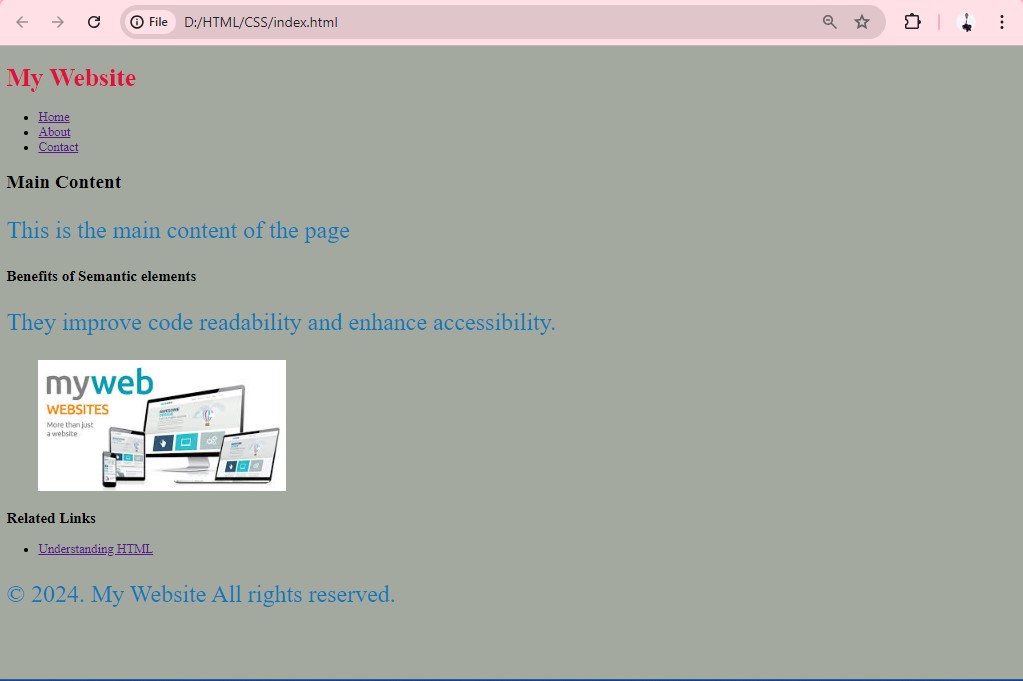 File D:/HTML/CSS/index.html
My Website
Home
About
Contact
Main Content
This is the main content of the page
Benefits of Semantic elements
They improve code readability and enhance accessibility.
myweb
WEBSITES
More than just
a website
AWESOME
Related Links
Understanding HTML
© 2024. My Website All rights reserved.